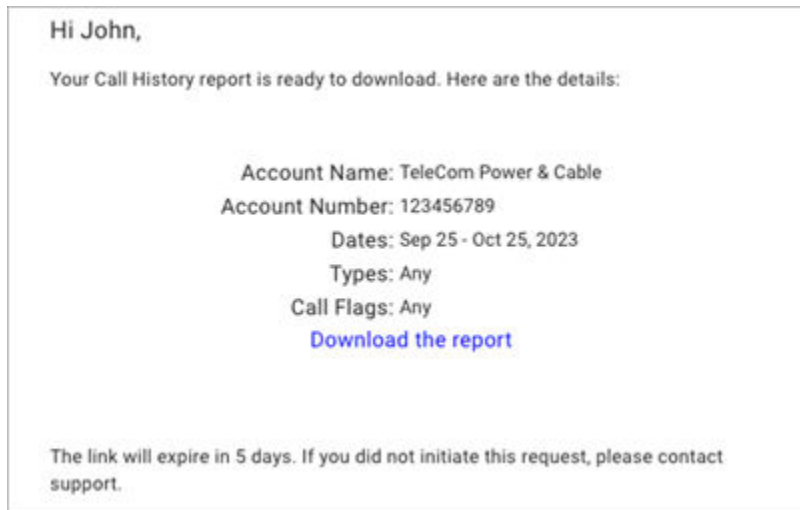 Hi John,
Your Call History report is ready to download. Here are the details:
Account Name: TeleCom Power & Cable
Account Number: 123456789
Dates: Sep 25 - Oct 25, 2023
Types: Any
Call Flags: Any
Download the report
The link will expire in 5 days. If you did not initiate this request, please contact
support.